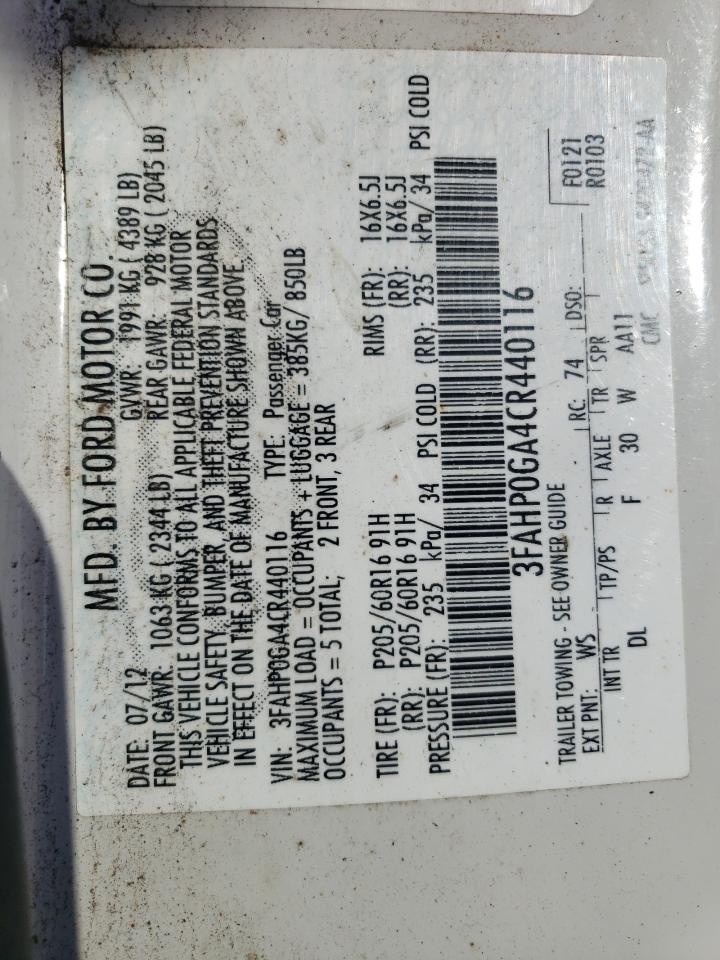 MFD. BY FORD MOTOR CO.
DATE: 07/12 GVWR: 1991 KG ( 4389 LB)
FRONT GAWR: 1063 KG ( 2344 LB) REAR GAWR: 928 KG ( 2045 LB)
THIS VEHICLE CONFORMS TO ALL APPLICABLE FEDERAL MOTOR
VEHICLE SAFETY, BUMPER, AND THEFT PREVENTION STANDARDS
IN EFFECT ON THE DATE OF MANUFACTURE SHOWN ABOVE.
VIN: 3FAHP0GA4CR440116 TYPE: Passenger Car
MAXIMUM LOAD = OCCUPANTS + LUGGAGE = 385KG/ 850LB
OCCUPANTS = 5 TOTAL; 2 FRONT, 3 REAR
TIRE (FR): P205/60R16 91H RIMS (FR): 16X6.5J
(RR): P205/60R16 91H (RR): 16X6.5J
PRESSURE (FR): 235 kPa/ 34 PSI COLD (RR): 235 kPa/ 34 PSI COLD
3FAHP0GA4CR440116
TRAILER TOWING - SEE OWNER GUIDE
F0121
R0103
EXT PNT: WS RC: 74 DSO:
INT TR TP/PS R AXLE TR SPR
DL F 30 W AA11
CMC